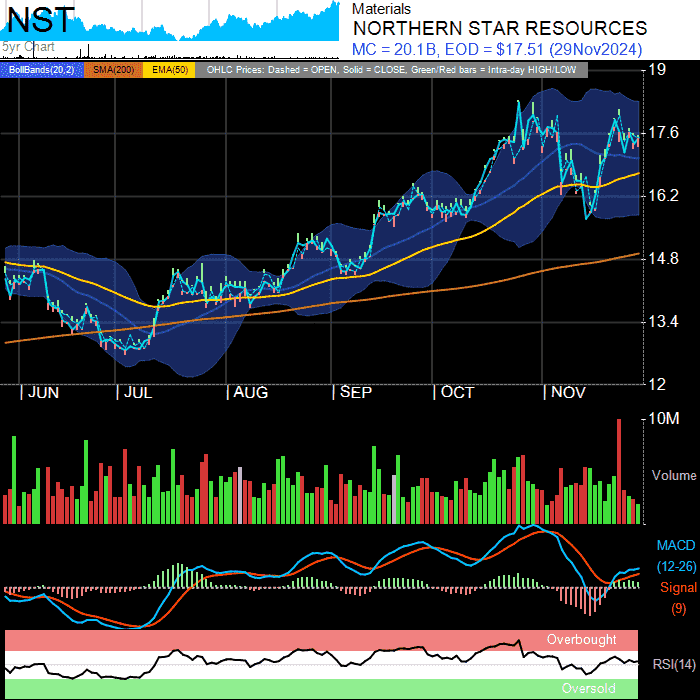 NST
5yr Chart
Materials
NORTHERN STAR RESOURCES
MC = 20.1B, EOD = $17.51 (29Nov2024)
BollBands(20,2) SMA(200) EMA(50) OHLC Prices: Dashed = OPEN, Solid = CLOSE, Green/Red bars = Intra-day HIGH/LOW
19
17.6
16.2
14.8
13.4
12
JUN JUL AUG SEP OCT NOV
10M
Volume
MACD
(12-26)
Signal
(9)
Overbought
RSI(14)
Oversold